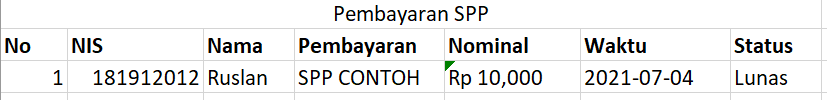 Pembayaran SPP
No NIS Nama Pembayaran Nominal Waktu Status
1 181912012 Ruslan SPP CONTOH Rp 10,000 2021-07-04 Lunas